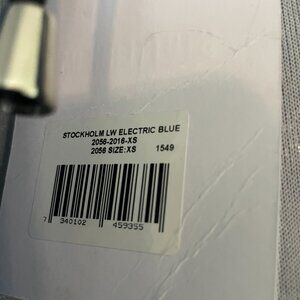 STOCKHOLM LW ELECTRIC BLUE
2056-2016-XS
2056 SIZE:XS 1549
7 340102 459355